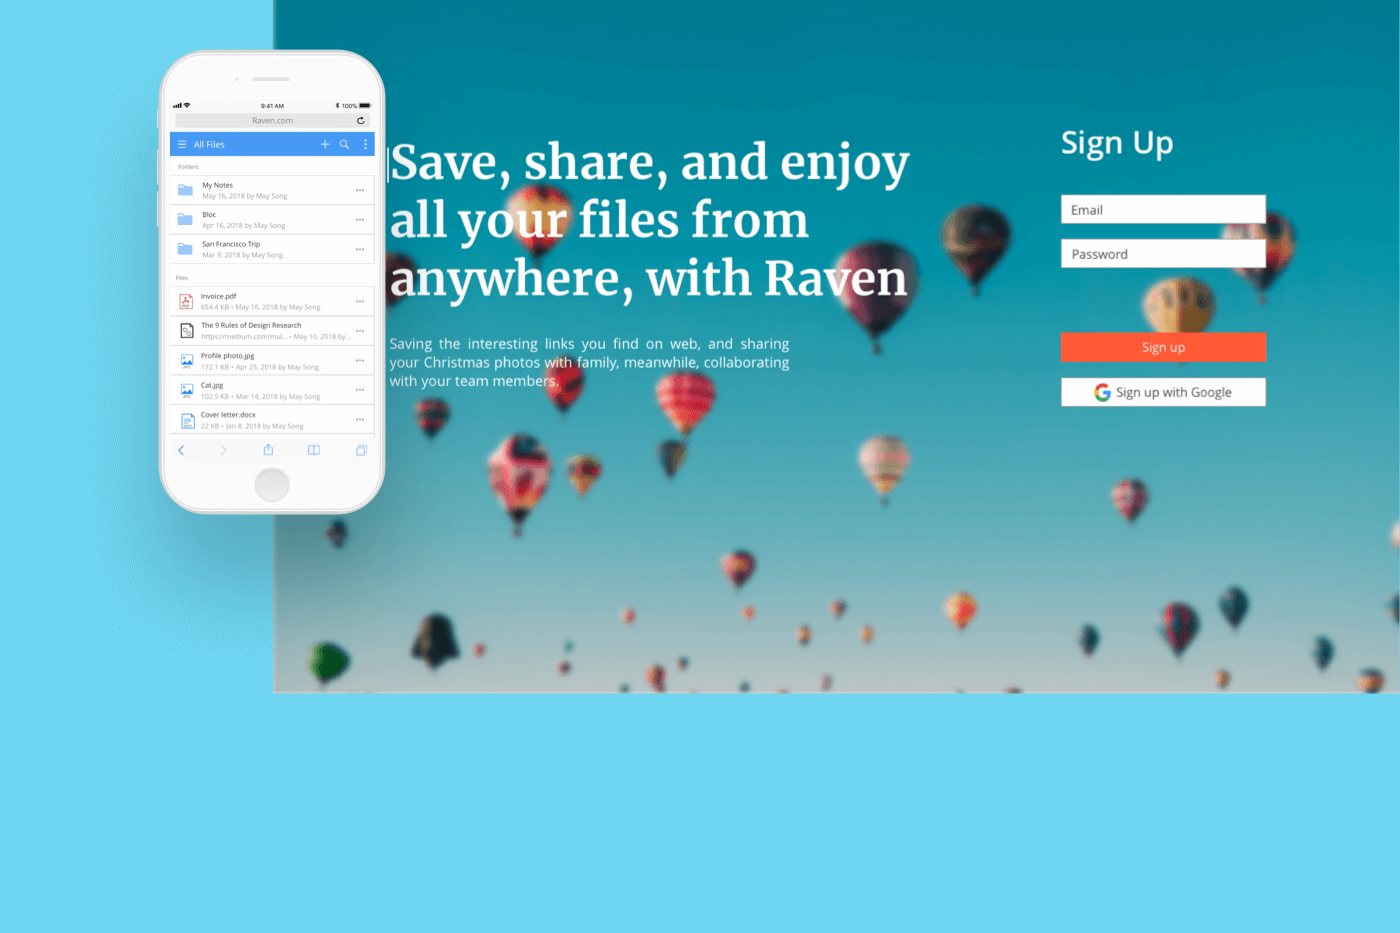 9:41 AM
100%
Raven.com
All Files
Folders
My Notes
May 16, 2018 by May Song
Bloc
Apr 16, 2018 by May Song
San Francisco Trip
Mar 9, 2018 by May Song
Files
Invoice.pdf
654.4 KB • May 16, 2018 by May Song
The 9 Rules of Design Research
https://medium.com/mul... • May 10, 2018 by...
Profile photo.jpg
172.1 KB • Apr 25, 2018 by May Song
Cat.jpg
102.5 KB • Mar 14, 2018 by May Song
Cover letter.docx
22 KB • Jan 8, 2018 by May Song
Save, share, and enjoy
all your files from
anywhere, with Raven
Saving the interesting links you find on web, and sharing
your Christmas photos with family, meanwhile, collaborating
with your team members.
Sign Up
Email
Password
Sign up
Sign up with Google